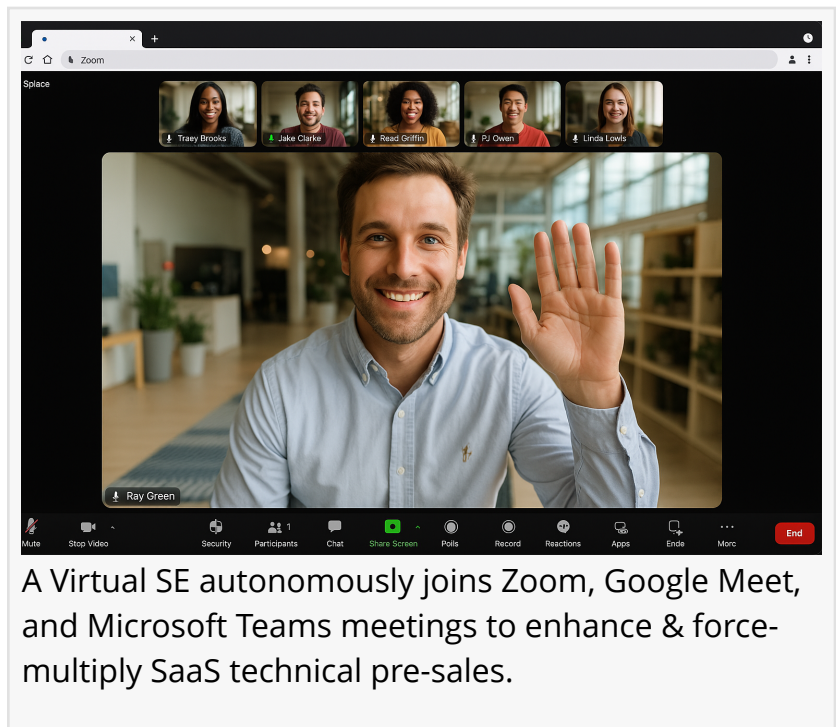 Zoom
Splace
Traey Brooks
Jake Clarke
Read Griffin
PJ Owen
Linda Lowls
Ray Green
Mute
Stop Video
Security
Participants
1
Chat
Share Screen
Poils
Record
Reactions
Apps
Ende
Morc
End
A Virtual SE autonomously joins Zoom, Google Meet,
and Microsoft Teams meetings to enhance & force-
multiply SaaS technical pre-sales.